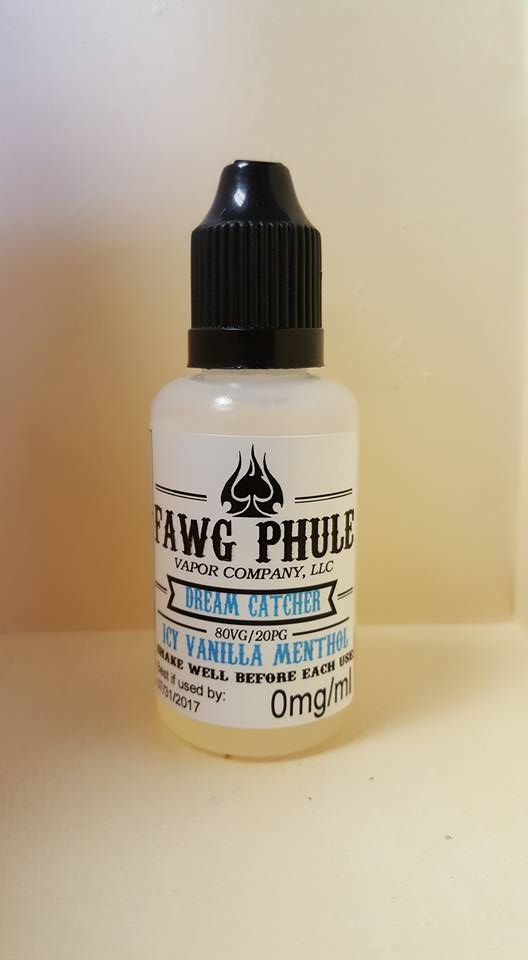 FAWG PHULE
VAPOR COMPANY, LLC
DREAM CATCHER
80VG/20PG
ICY VANILLA MENTHOL
SHAKE WELL BEFORE EACH USE
Best if used by:
0mg/ml